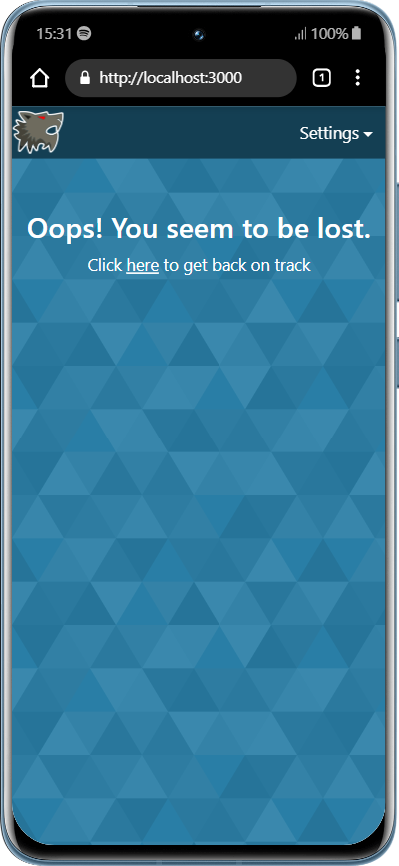 15:31 100%
http://localhost:3000 1
Settings
Oops! You seem to be lost.
Click here to get back on track